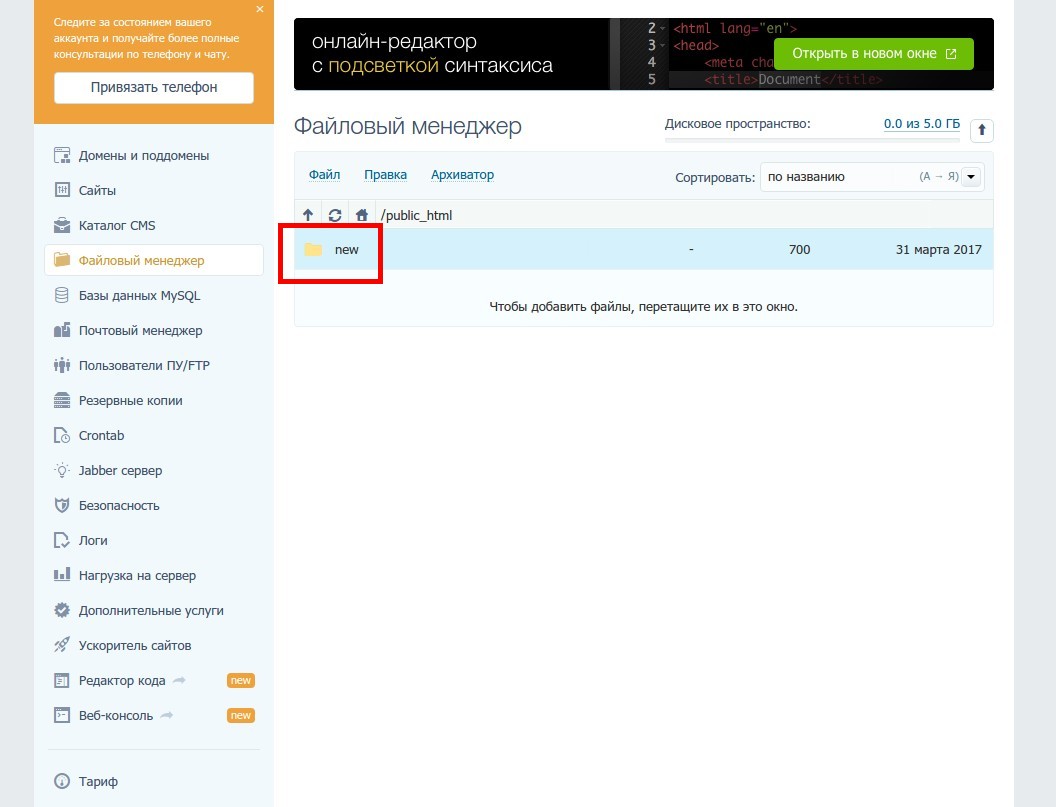 ×
Следите за состоянием вашего
аккаунта и получайте более полные
консультации по телефону и чату.
Привязать телефон
Домены и поддомены
Сайты
Каталог CMS
Файловый менеджер
Базы данных MySQL
Почтовый менеджер
Пользователи ПУ/FTP
Резервные копии
Crontab
Jabber сервер
Безопасность
Логи
Нагрузка на сервер
Дополнительные услуги
Ускоритель сайтов
Редактор кода new
Веб-консоль new
Тариф
онлайн-редактор
с подсветкой синтаксиса
2 <html lang="en">
3 <head>
4 <meta cha
5 <title>Document</title>
Открыть в новом окне
Файловый менеджер
Дисковое пространство: 0.0 из 5.0 ГБ
Файл Правка Архиватор
Сортировать: по названию (А → Я)
/public_html
new - 700 31 марта 2017
Чтобы добавить файлы, перетащите их в это окно.